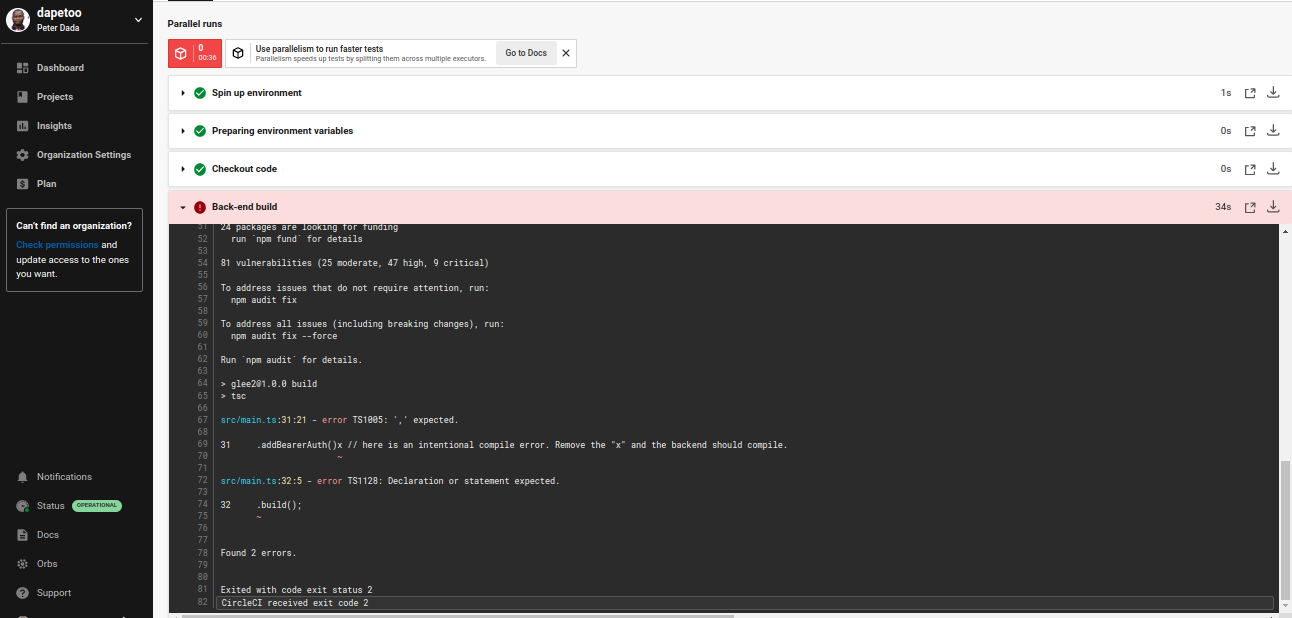 dapetoo
Peter Dada
Dashboard
Projects
Insights
Organization Settings
Plan
Can't find an organization?
Check permissions and
update access to the ones
you want.
Notifications
Status OPERATIONAL
Docs
Orbs
Support
Parallel runs
0
00:36
Use parallelism to run faster tests
Parallelism speeds up tests by splitting them across multiple executors.
Go to Docs
Spin up environment 1s
Preparing environment variables 0s
Checkout code 0s
Back-end build 34s
51 24 packages are looking for funding
52 run `npm fund` for details
53
54 81 vulnerabilities (25 moderate, 47 high, 9 critical)
55
56 To address issues that do not require attention, run:
57 npm audit fix
58
59 To address all issues (including breaking changes), run:
60 npm audit fix --force
61
62 Run `npm audit` for details.
63
64 > glee2@1.0.0 build
65 > tsc
66
67 src/main.ts:31:21 - error TS1005: ',' expected.
68
69 31 .addBearerAuth()x // here is an intentional compile error. Remove the "x" and the backend should compile.
70 ~
71
72 src/main.ts:32:5 - error TS1128: Declaration or statement expected.
73
74 32 .build();
75 ~
76
77
78 Found 2 errors.
79
80
81 Exited with code exit status 2
82 CircleCI received exit code 2